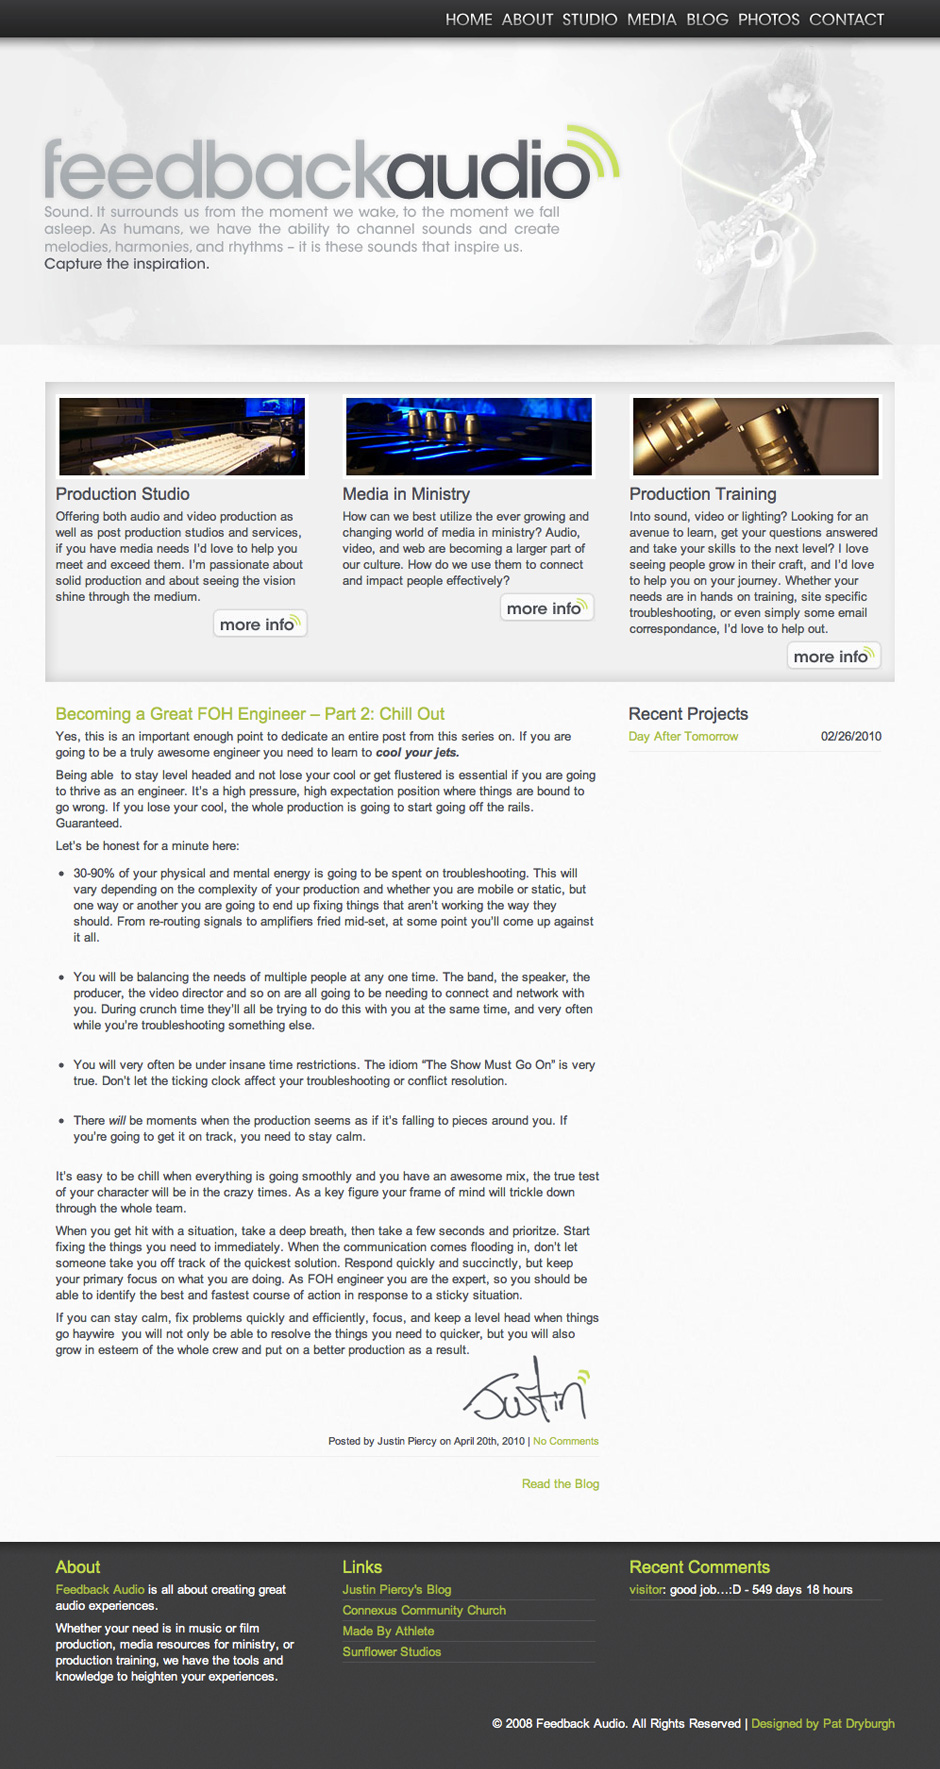 HOME ABOUT STUDIO MEDIA BLOG PHOTOS CONTACT
feedbackaudio
Sound. It surrounds us from the moment we wake, to the moment we fall
asleep. As humans, we have the ability to channel sounds and create
melodies, harmonies, and rhythms – it is these sounds that inspire us.
Capture the inspiration.
Production Studio
Offering both audio and video production as
well as post production studios and services,
if you have media needs I'd love to help you
meet and exceed them. I'm passionate about
solid production and about seeing the vision
shine through the medium.
more info
Media in Ministry
How can we best utilize the ever growing and
changing world of media in ministry? Audio,
video, and web are becoming a larger part of
our culture. How do we use them to connect
and impact people effectively?
more info
Production Training
Into sound, video or lighting? Looking for an
avenue to learn, get your questions answered
and take your skills to the next level? I love
seeing people grow in their craft, and I'd love
to help you on your journey. Whether your
needs are in hands on training, site specific
troubleshooting, or even simply some email
correspondance, I'd love to help out.
more info
Becoming a Great FOH Engineer – Part 2: Chill Out
Yes, this is an important enough point to dedicate an entire post from this series on. If you are
going to be a truly awesome engineer you need to learn to cool your jets.
Being able  to stay level headed and not lose your cool or get flustered is essential if you are going
to thrive as an engineer. It's a high pressure, high expectation position where things are bound to
go wrong. If you lose your cool, the whole production is going to start going off the rails.
Guaranteed.
Let's be honest for a minute here:
• 30-90% of your physical and mental energy is going to be spent on troubleshooting. This will
vary depending on the complexity of your production and whether you are mobile or static, but
one way or another you are going to end up fixing things that aren't working the way they
should. From re-routing signals to amplifiers fried mid-set, at some point you'll come up against
it all.
• You will be balancing the needs of multiple people at any one time. The band, the speaker, the
producer, the video director and so on are all going to be needing to connect and network with
you. During crunch time they'll all be trying to do this with you at the same time, and very often
while you're troubleshooting something else.
• You will very often be under insane time restrictions. The idiom “The Show Must Go On” is very
true. Don't let the ticking clock affect your troubleshooting or conflict resolution.
• There will be moments when the production seems as if it's falling to pieces around you. If
you're going to get it on track, you need to stay calm.
It's easy to be chill when everything is going smoothly and you have an awesome mix, the true test
of your character will be in the crazy times. As a key figure your frame of mind will trickle down
through the whole team.
When you get hit with a situation, take a deep breath, then take a few seconds and prioritze. Start
fixing the things you need to immediately. When the communication comes flooding in, don't let
someone take you off track of the quickest solution. Respond quickly and succinctly, but keep
your primary focus on what you are doing. As FOH engineer you are the expert, so you should be
able to identify the best and fastest course of action in response to a sticky situation.
If you can stay calm, fix problems quickly and efficiently, focus, and keep a level head when things
go haywire  you will not only be able to resolve the things you need to quicker, but you will also
grow in esteem of the whole crew and put on a better production as a result.
Justin
Posted by Justin Piercy on April 20th, 2010 | No Comments
Read the Blog
Recent Projects
Day After Tomorrow 02/26/2010
About
Feedback Audio is all about creating great
audio experiences.
Whether your need is in music or film
production, media resources for ministry, or
production training, we have the tools and
knowledge to heighten your experiences.
Links
Justin Piercy's Blog
Connexus Community Church
Made By Athlete
Sunflower Studios
Recent Comments
visitor: good job...:D - 549 days 18 hours
© 2008 Feedback Audio. All Rights Reserved | Designed by Pat Dryburgh